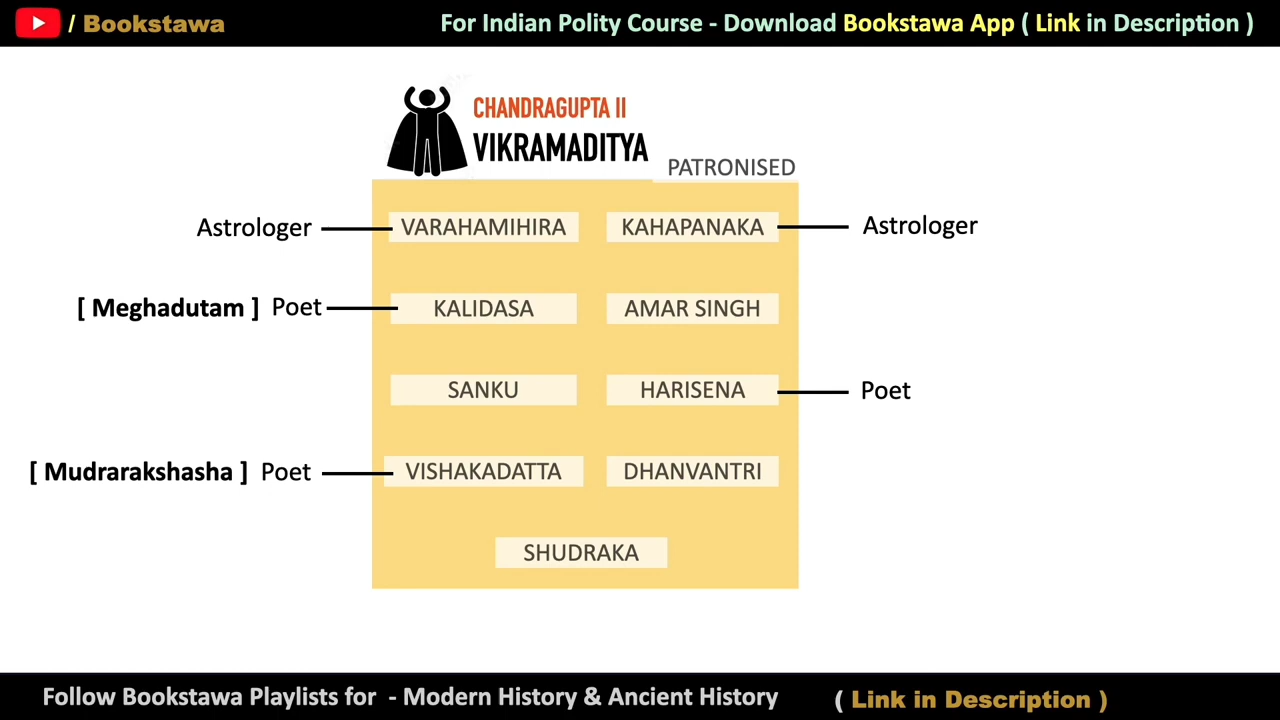 / Bookstawa
For Indian Polity Course - Download Bookstawa App ( Link in Description )
CHANDRAGUPTA II
VIKRAMADITYA
PATRONISED
Astrologer VARAHAMIHIRA KAHAPANAKA Astrologer
[ Meghadutam ] Poet KALIDASA AMAR SINGH
SANKU HARISENA Poet
[ Mudrarakshasha ] Poet VISHAKADATTA DHANVANTRI
SHUDRAKA
Follow Bookstawa Playlists for - Modern History & Ancient History ( Link in Description )